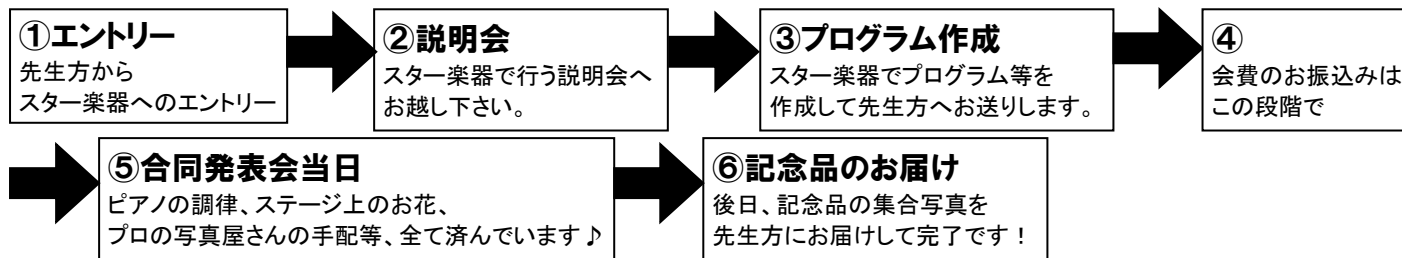 ①エントリー
先生方から
スター楽器へのエントリー
②説明会
スター楽器で行う説明会へ
お越し下さい。
③プログラム作成
スター楽器でプログラム等を
作成して先生方へお送りします。
④
会費のお振込みは
この段階で
⑤合同発表会当日
ピアノの調律、ステージ上のお花、
プロの写真屋さんの手配等、全て済んでいます♪
⑥記念品のお届け
後日、記念品の集合写真を
先生方にお届けして完了です！